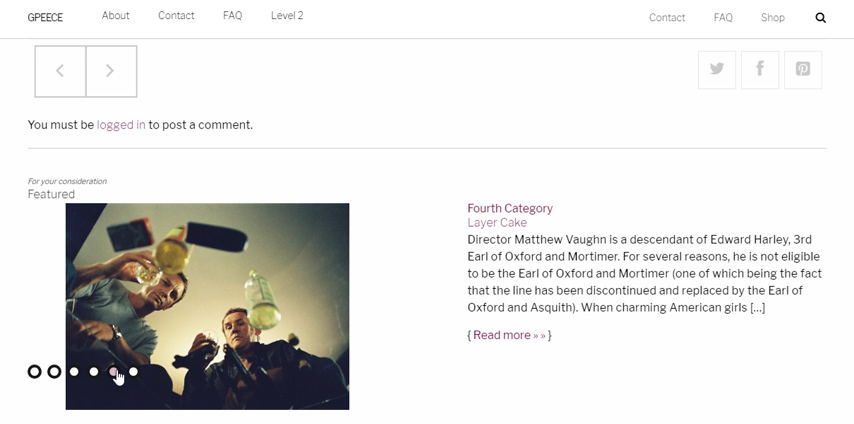 GPEECE About Contact FAQ Level 2 Contact FAQ Shop
You must be logged in to post a comment.
For your consideration
Featured
Fourth Category
Layer Cake
Director Matthew Vaughn is a descendant of Edward Harley, 3rd
Earl of Oxford and Mortimer. For several reasons, he is not eligible
to be the Earl of Oxford and Mortimer (one of which being the fact
that the line has been discontinued and replaced by the Earl of
Oxford and Asquith). When charming American girls [...]
{ Read more » » }